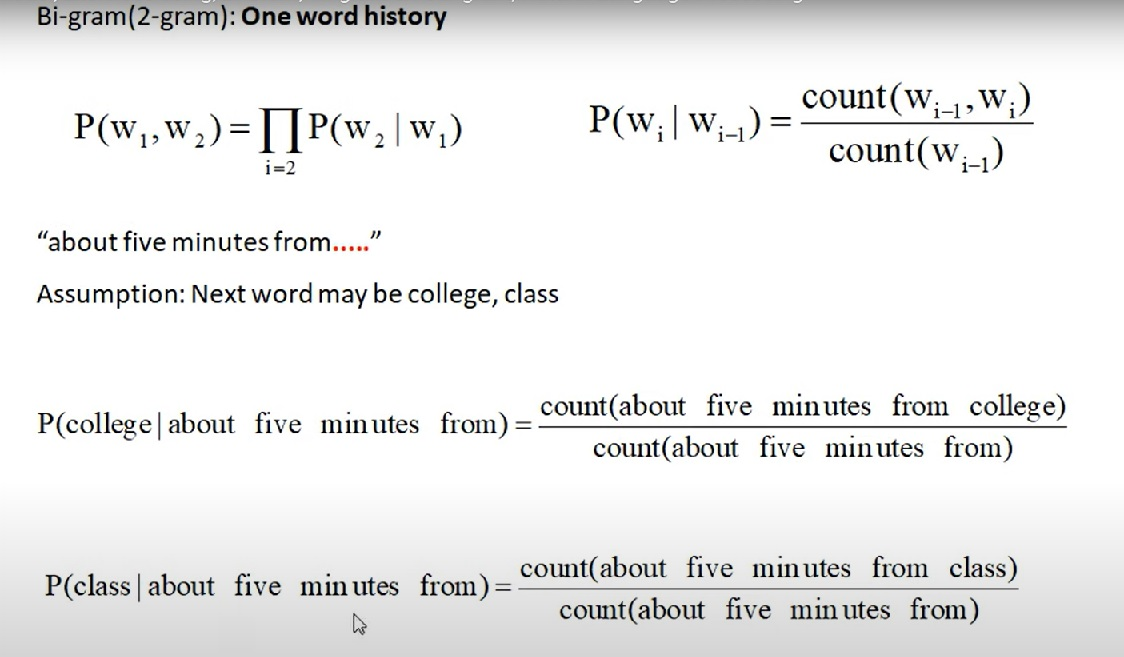 Bi-gram(2-gram): One word history
P(w₁,w₂)=∏P(w₂|w₁)
i=2
P(wᵢ|wᵢ₋₁)=count(wᵢ₋₁,wᵢ)
count(wᵢ₋₁)
“about five minutes from.....”
Assumption: Next word may be college, class
P(college|about five minutes from)=count(about five minutes from college)
count(about five minutes from)
P(class|about five minutes from)=count(about five minutes from class)
count(about five minutes from)